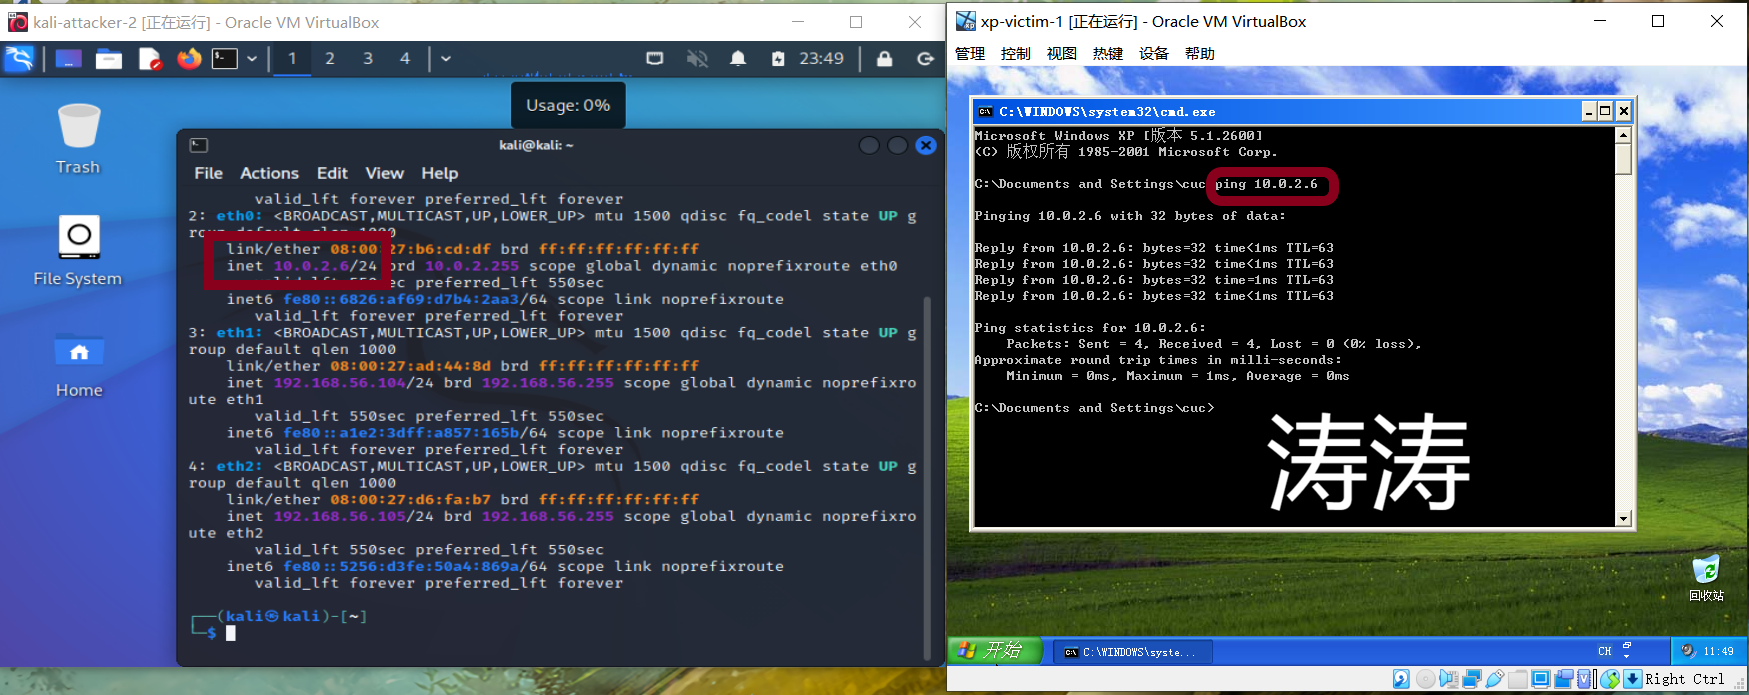 kali-attacker-2 [正在运行] - Oracle VM VirtualBox
1 2 3 4 23:49
Usage: 0%
Trash
File System
Home
kali@kali: ~
File Actions Edit View Help
valid_lft forever preferred_lft forever
2: eth0: <BROADCAST,MULTICAST,UP,LOWER_UP> mtu 1500 qdisc fq_codel state UP g
roup default qlen 1000
link/ether 08:00:27:b6:cd:df brd ff:ff:ff:ff:ff:ff
inet 10.0.2.6/24 brd 10.0.2.255 scope global dynamic noprefixroute eth0
valid_lft 550sec preferred_lft 550sec
inet6 fe80::6826:af69:d7b4:2aa3/64 scope link noprefixroute
valid_lft forever preferred_lft forever
3: eth1: <BROADCAST,MULTICAST,UP,LOWER_UP> mtu 1500 qdisc fq_codel state UP g
roup default qlen 1000
link/ether 08:00:27:ad:44:8d brd ff:ff:ff:ff:ff:ff
inet 192.168.56.104/24 brd 192.168.56.255 scope global dynamic noprefixro
ute eth1
valid_lft 550sec preferred_lft 550sec
inet6 fe80::a1e2:3dff:a857:165b/64 scope link noprefixroute
valid_lft forever preferred_lft forever
4: eth2: <BROADCAST,MULTICAST,UP,LOWER_UP> mtu 1500 qdisc fq_codel state UP g
roup default qlen 1000
link/ether 08:00:27:d6:fa:b7 brd ff:ff:ff:ff:ff:ff
inet 192.168.56.105/24 brd 192.168.56.255 scope global dynamic noprefixro
ute eth2
valid_lft 550sec preferred_lft 550sec
inet6 fe80::5256:d3fe:50a4:869a/64 scope link noprefixroute
valid_lft forever preferred_lft forever
(kali㉿kali)-[~]
$
xp-victim-1 [正在运行] - Oracle VM VirtualBox
管理 控制 视图 热键 设备 帮助
C:\WINDOWS\system32\cmd.exe
Microsoft Windows XP [版本 5.1.2600]
(C) 版权所有 1985-2001 Microsoft Corp.
C:\Documents and Settings\cuc>ping 10.0.2.6
Pinging 10.0.2.6 with 32 bytes of data:
Reply from 10.0.2.6: bytes=32 time<1ms TTL=63
Reply from 10.0.2.6: bytes=32 time<1ms TTL=63
Reply from 10.0.2.6: bytes=32 time=1ms TTL=63
Reply from 10.0.2.6: bytes=32 time<1ms TTL=63
Ping statistics for 10.0.2.6:
Packets: Sent = 4, Received = 4, Lost = 0 (0% loss),
Approximate round trip times in milli-seconds:
Minimum = 0ms, Maximum = 1ms, Average = 0ms
C:\Documents and Settings\cuc>
涛涛
回收站
开始 C:\WINDOWS\syste... CH 11:49
Right Ctrl